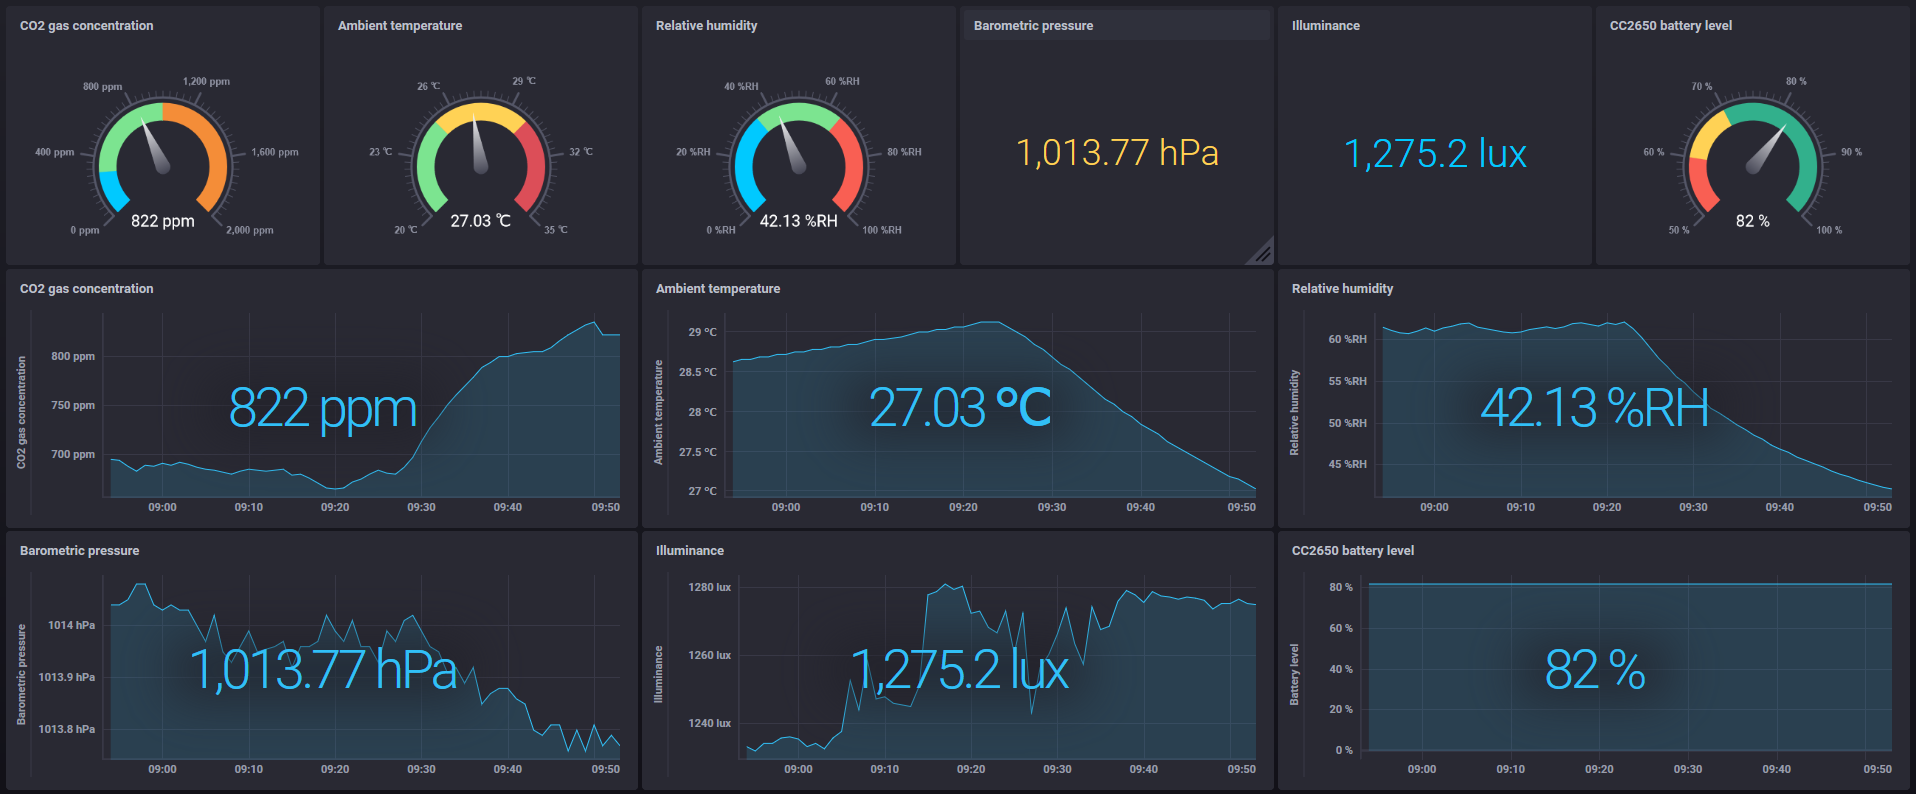 CO2 gas concentration
800 ppm
1,200 ppm
400 ppm
1,600 ppm
0 ppm
822 ppm
2,000 ppm
Ambient temperature
26 °C
29 °C
23 °C
32 °C
20 °C
27.03 °C
35 °C
Relative humidity
40 %RH
60 %RH
20 %RH
80 %RH
0 %RH
42.13 %RH
100 %RH
Barometric pressure
1,013.77 hPa
Illuminance
1,275.2 lux
CC2650 battery level
70 %
80 %
60 %
90 %
50 %
82 %
100 %
CO2 gas concentration
CO2 gas concentration
800 ppm
750 ppm
700 ppm
822 ppm
09:00 09:10 09:20 09:30 09:40 09:50
Ambient temperature
Ambient temperature
29 °C
28.5 °C
28 °C
27.5 °C
27 °C
27.03 °C
09:00 09:10 09:20 09:30 09:40 09:50
Relative humidity
Relative humidity
60 %RH
55 %RH
50 %RH
45 %RH
42.13 %RH
09:00 09:10 09:20 09:30 09:40 09:50
Barometric pressure
Barometric pressure
1014 hPa
1013.9 hPa
1013.8 hPa
1,013.77 hPa
09:00 09:10 09:20 09:30 09:40 09:50
Illuminance
Illuminance
1280 lux
1260 lux
1240 lux
1,275.2 lux
09:00 09:10 09:20 09:30 09:40 09:50
CC2650 battery level
Battery level
80 %
60 %
40 %
20 %
0 %
82 %
09:00 09:10 09:20 09:30 09:40 09:50